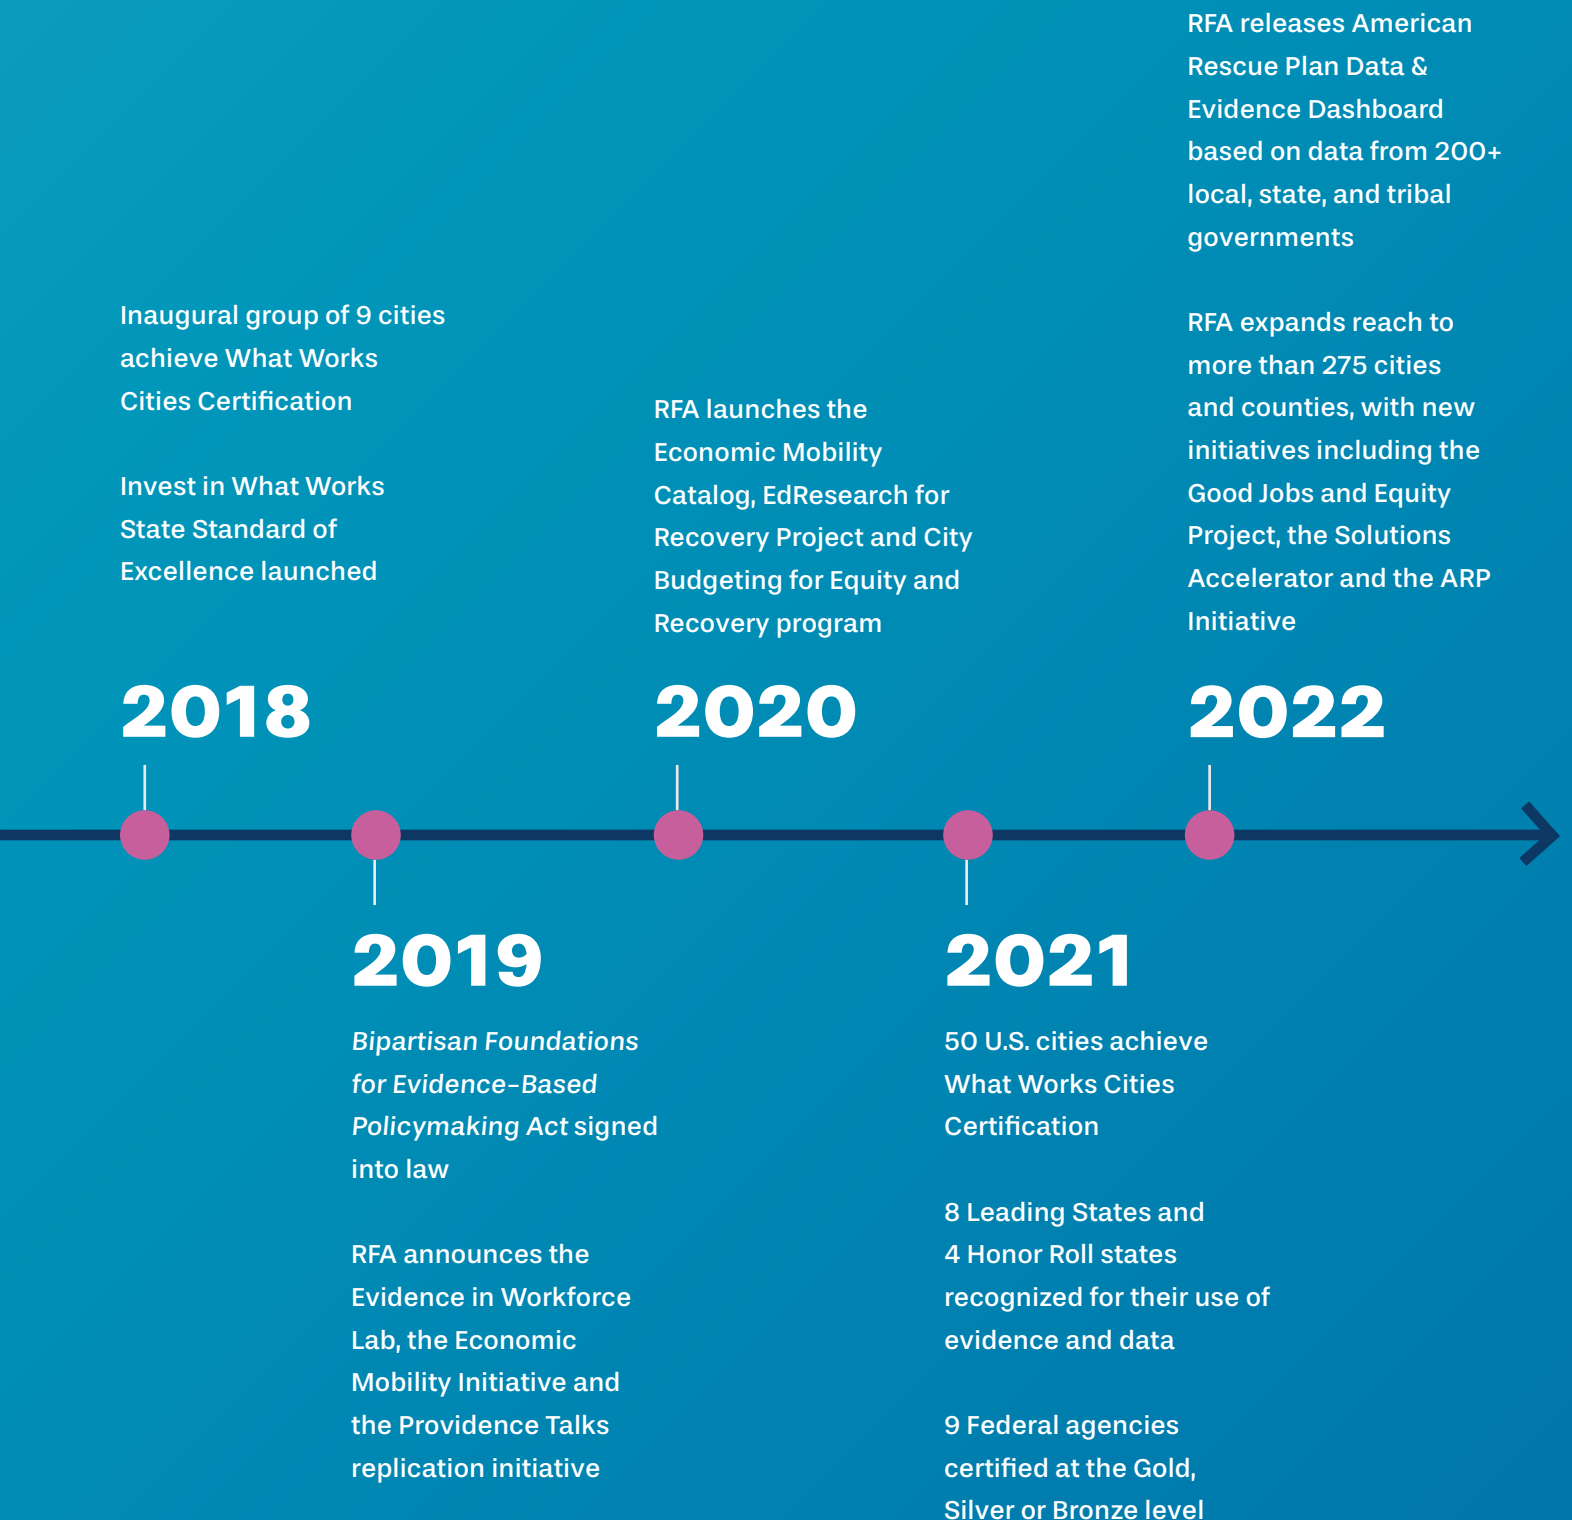 Inaugural group of 9 cities
achieve What Works
Cities Certification
Invest in What Works
State Standard of
Excellence launched
2018
2019
Bipartisan Foundations
for Evidence-Based
Policymaking Act signed
into law
RFA announces the
Evidence in Workforce
Lab, the Economic
Mobility Initiative and
the Providence Talks
replication initiative
RFA launches the
Economic Mobility
Catalog, EdResearch for
Recovery Project and City
Budgeting for Equity and
Recovery program
2020
2021
50 U.S. cities achieve
What Works Cities
Certification
8 Leading States and
4 Honor Roll states
recognized for their use of
evidence and data
9 Federal agencies
certified at the Gold,
Silver or Bronze level
RFA releases American
Rescue Plan Data &
Evidence Dashboard
based on data from 200+
local, state, and tribal
governments
RFA expands reach to
more than 275 cities
and counties, with new
initiatives including the
Good Jobs and Equity
Project, the Solutions
Accelerator and the ARP
Initiative
2022